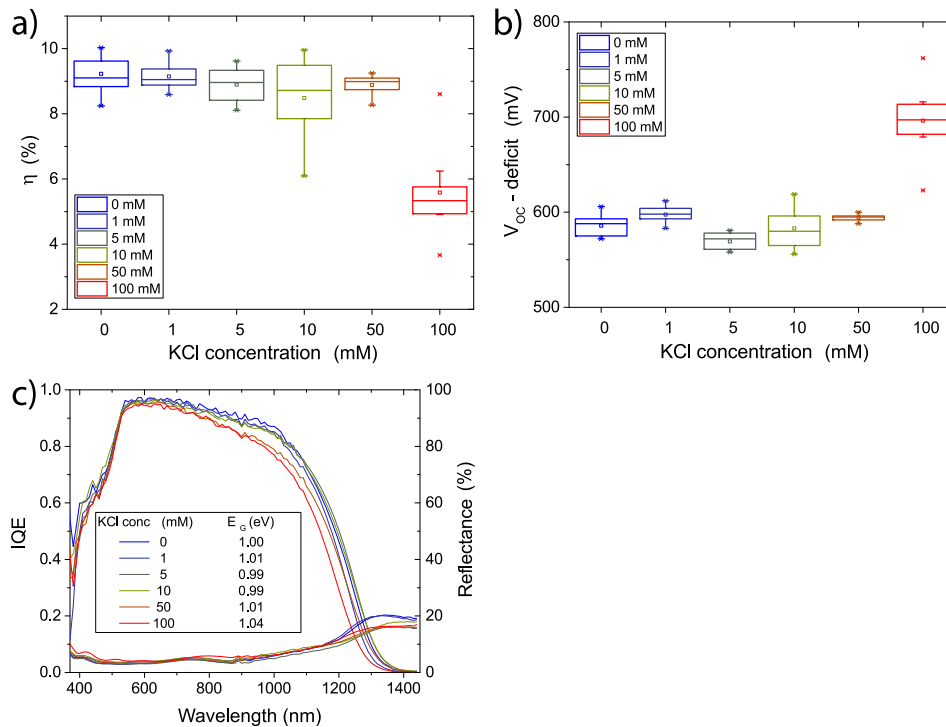 a)
η (%)
10
8
6
4
2
0 mM
1 mM
5 mM
10 mM
50 mM
100 mM
0 1 5 10 50 100
KCl concentration (mM)
b)
V_OC - deficit (mV)
800
700
600
500
0 mM
1 mM
5 mM
10 mM
50 mM
100 mM
0 1 5 10 50 100
KCl concentration (mM)
c)
IQE
1.0
0.8
0.6
0.4
0.2
0.0
KCl conc (mM) E_G (eV)
0 1.00
1 1.01
5 0.99
10 0.99
50 1.01
100 1.04
100
80
60
40
20
0
Reflectance (%)
400 600 800 1000 1200 1400
Wavelength (nm)